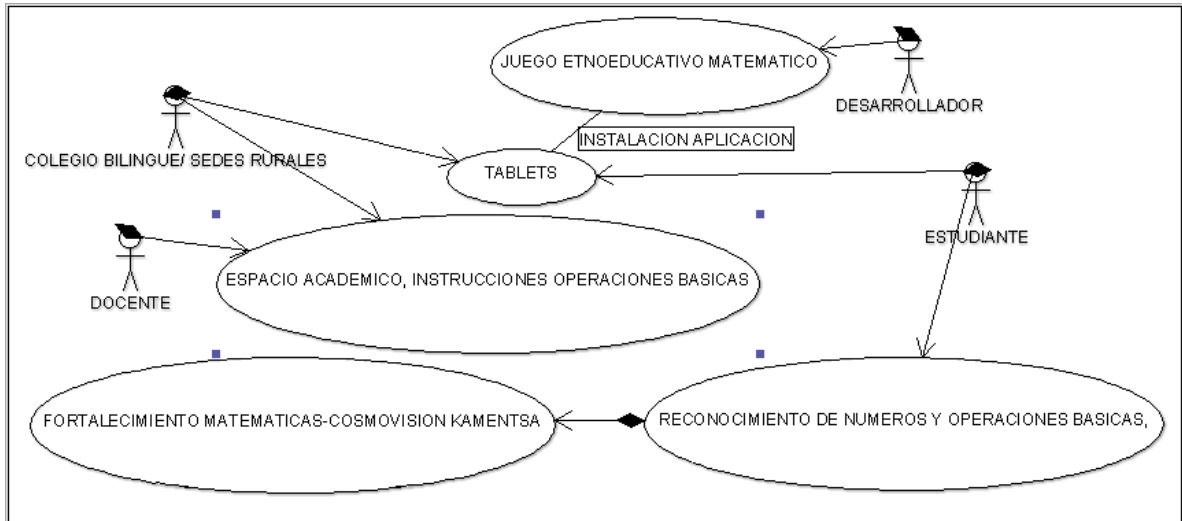 JUEGO ETNOEDUCATIVO MATEMATICO
DESARROLLADOR
INSTALACION APLICACION
COLEGIO BILINGUE/ SEDES RURALES
TABLETS
ESTUDIANTE
ESPACIO ACADEMICO, INSTRUCCIONES OPERACIONES BASICAS
DOCENTE
FORTALECIMIENTO MATEMATICAS-COSMOVISION KAMENTSA
RECONOCIMIENTO DE NUMEROS Y OPERACIONES BASICAS,